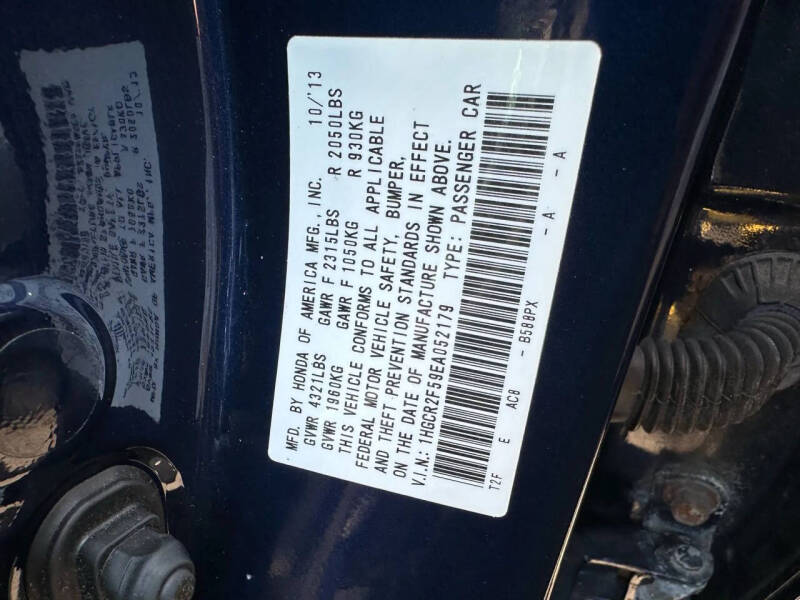 MFD. BY HONDA OF AMERICA MFG., INC. 10/'13
GVWR 4321LBS GAWR F 2315LBS R 2050LBS
GVWR 1960KG GAWR F 1050KG R 930KG
THIS VEHICLE CONFORMS TO ALL APPLICABLE
FEDERAL MOTOR VEHICLE SAFETY, BUMPER,
AND THEFT PREVENTION STANDARDS IN EFFECT
ON THE DATE OF MANUFACTURE SHOWN ABOVE.
V.I.N.: 1HGCR2F59EA052179 TYPE: PASSENGER CAR
T2F E AC8 - B588PX - A - A